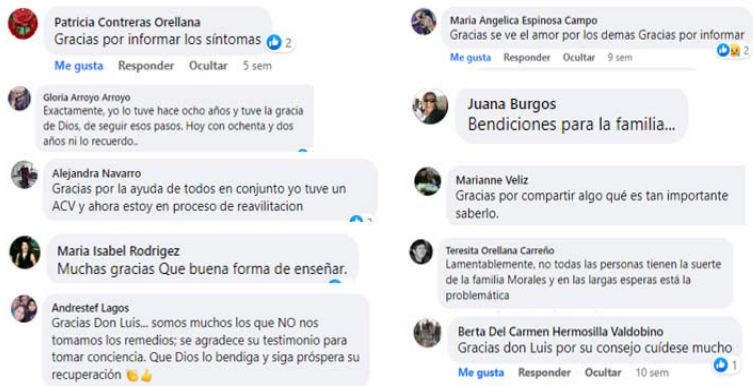 Patricia Contreras Orellana
Gracias por informar los síntomas
2
Me gusta Responder Ocultar 5 sem
Gloria Arroyo Arroyo
Exactamente, yo lo tuve hace ocho años y tuve la gracia
de Dios, de seguir esos pasos. Hoy con ochenta y dos
años ni lo recuerdo..
Alejandra Navarro
Gracias por la ayuda de todos en conjunto yo tuve un
ACV y ahora estoy en proceso de reavilitacion
Maria Isabel Rodrigez
Muchas gracias Que buena forma de enseñar.
Andrestef Lagos
Gracias Don Luis... somos muchos los que NO nos
tomamos los remedios; se agradece su testimonio para
tomar conciencia. Que Dios lo bendiga y siga próspera su
recuperación 👏👍
Maria Angelica Espinosa Campo
Gracias se ve el amor por los demas Gracias por informar
2
Me gusta Responder Ocultar 9 sem
Juana Burgos
Bendiciones para la familia...
Marianne Veliz
Gracias por compartir algo qué es tan importante
saberlo.
Teresita Orellana Carreño
Lamentablemente, no todas las personas tienen la suerte
de la familia Morales y en las largas esperas está la
problemática
Berta Del Carmen Hermosilla Valdobino
Gracias don Luis por su consejo cuídese mucho
1
Me gusta Responder Ocultar 10 sem